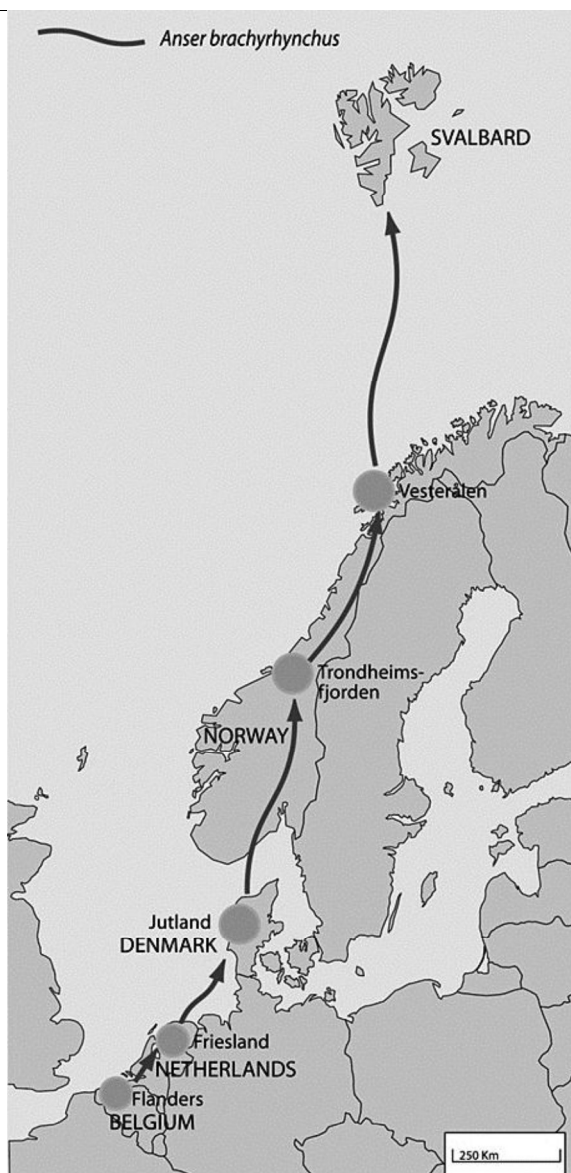 Anser brachyrhynchus
SVALBARD
Vesterålen
Trondheims-
fjorden
NORWAY
Jutland
DENMARK
Friesland
NETHERLANDS
Flanders
BELGIUM
250 Km